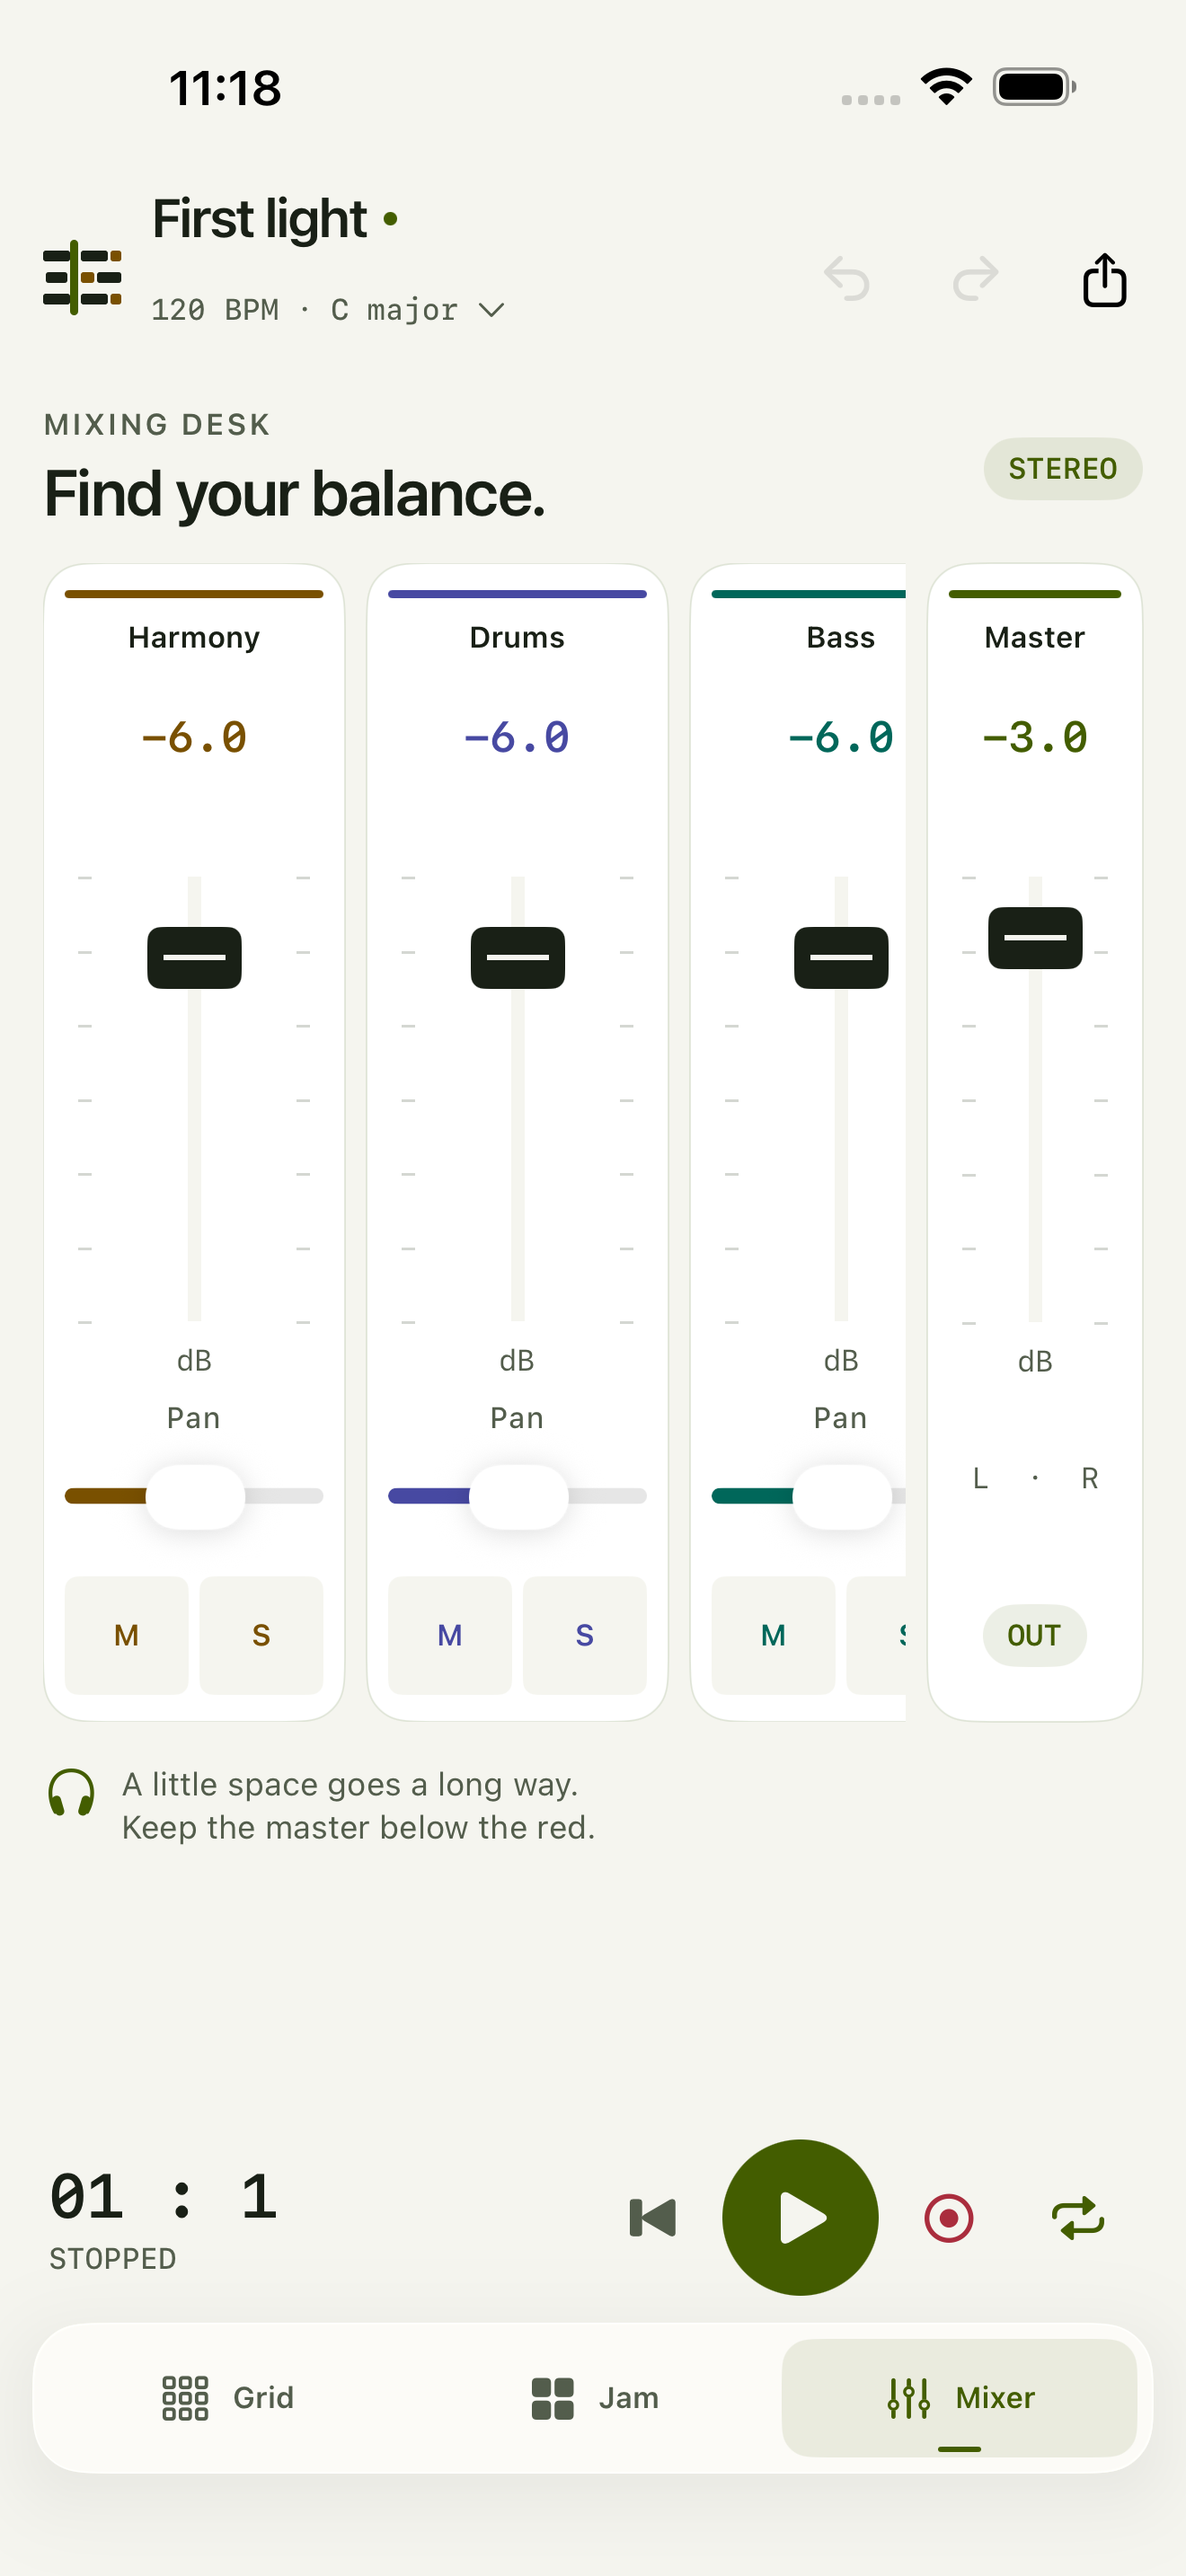 11:18
First light
120 BPM · C major
MIXING DESK
Find your balance.
STEREO
Harmony
Drums
Bass
Master
−6.0
−6.0
−6.0
−3.0
dB
dB
dB
dB
Pan
Pan
Pan
L · R
M
S
M
S
M
S
OUT
A little space goes a long way.
Keep the master below the red.
01 : 1
STOPPED
Grid
Jam
Mixer